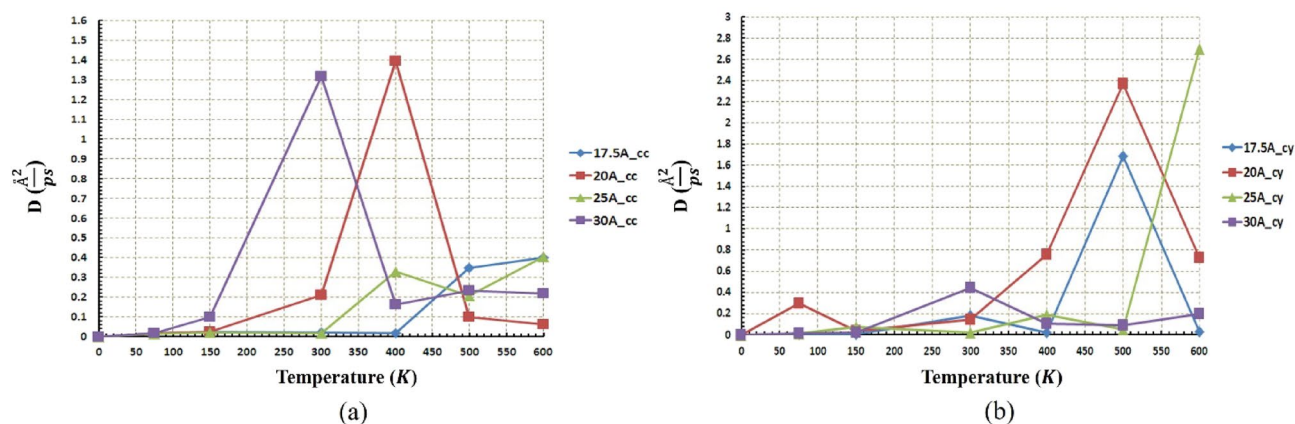 1.6
1.5
1.4
1.3
1.2
1.1
1
0.9
0.8
0.7
0.6
0.5
0.4
0.3
0.2
0.1
0
D (Å²/ps)
0 50 100 150 200 250 300 350 400 450 500 550 600
Temperature (K)
17.5A_cc
20A_cc
25A_cc
30A_cc
(a)
3
2.8
2.6
2.4
2.2
2
1.8
1.6
1.4
1.2
1
0.8
0.6
0.4
0.2
0
D (Å²/ps)
0 50 100 150 200 250 300 350 400 450 500 550 600
Temperature (K)
17.5A_cy
20A_cy
25A_cy
30A_cy
(b)